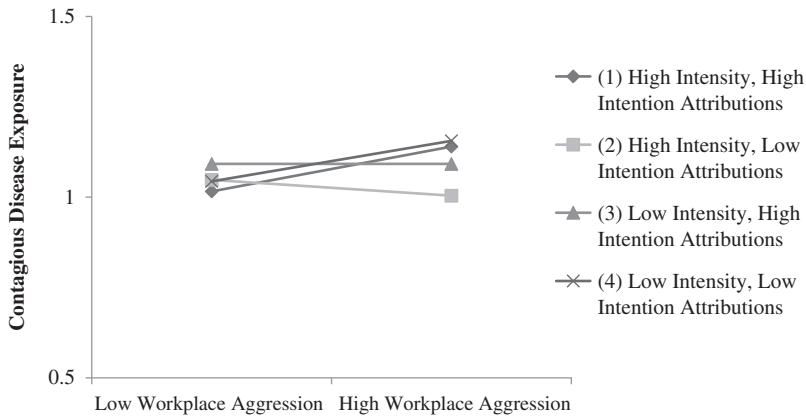 1.5
1
0.5
Contagious Disease Exposure
Low Workplace Aggression
High Workplace Aggression
(1) High Intensity, High
Intention Attributions
(2) High Intensity, Low
Intention Attributions
(3) Low Intensity, High
Intention Attributions
(4) Low Intensity, Low
Intention Attributions